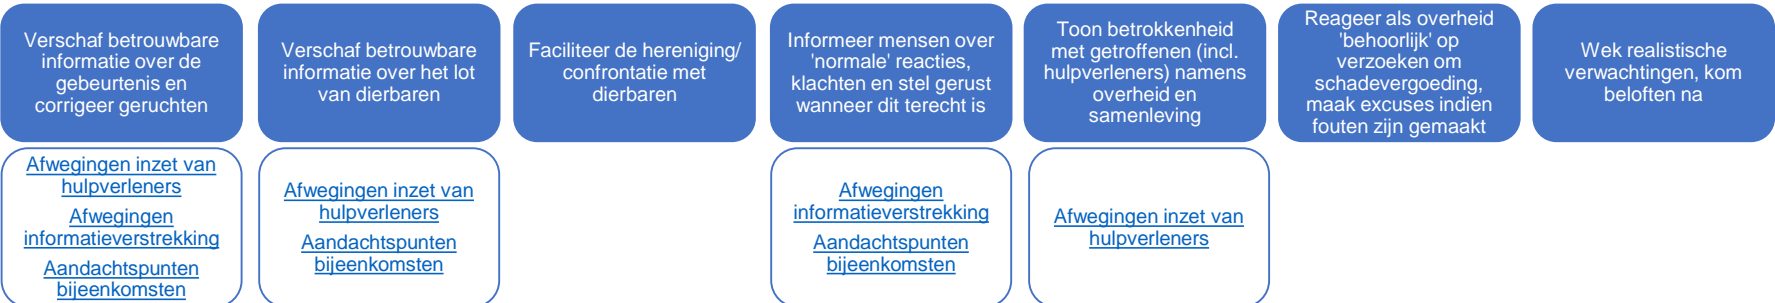 Verschaf betrouwbare
informatie over de
gebeurtenis en
corrigeer geruchten
Verschaf betrouwbare
informatie over het lot
van dierbaren
Faciliteer de hereniging/
confrontatie met
dierbaren
Informeer mensen over
'normale' reacties,
klachten en stel gerust
wanneer dit terecht is
Toon betrokkenheid
met getroffenen (incl.
hulpverleners) namens
overheid en
samenleving
Reageer als overheid
'behoorlijk' op
verzoeken om
schadevergoeding,
maak excuses indien
fouten zijn gemaakt
Wek realistische
verwachtingen, kom
beloften na
Afwegingen inzet van
hulpverleners
Afwegingen
informatieverstrekking
Aandachtspunten
bijeenkomsten
Afwegingen inzet van
hulpverleners
Aandachtspunten
bijeenkomsten
Afwegingen
informatieverstrekking
Aandachtspunten
bijeenkomsten
Afwegingen inzet van
hulpverleners